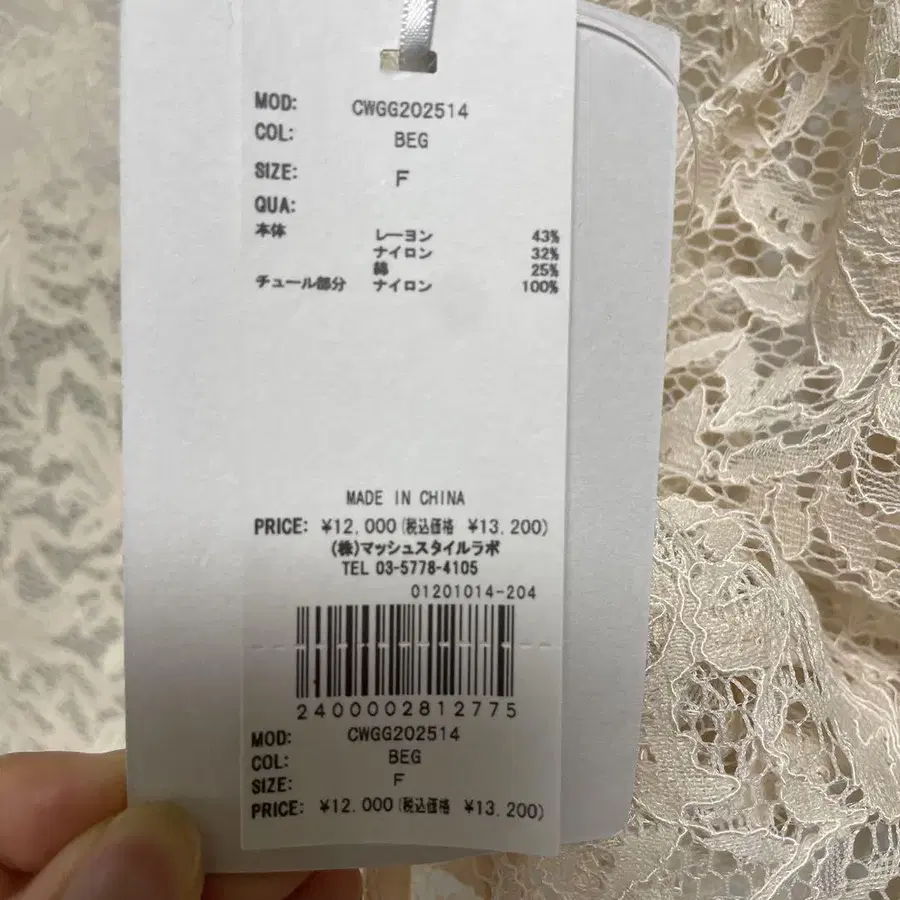 MOD: CWGG202514
COL: BEG
SIZE: F
QUA:
本体 レーヨン 43%
ナイロン 32%
綿 25%
チュール部分 ナイロン 100%
MADE IN CHINA
PRICE: ¥12,000(税込価格 ¥13,200)
(株)マッシュスタイルラボ
TEL 03-5778-4105
01201014-204
2400002812775
MOD: CWGG202514
COL: BEG
SIZE: F
PRICE: ¥12,000(税込価格 ¥13,200)